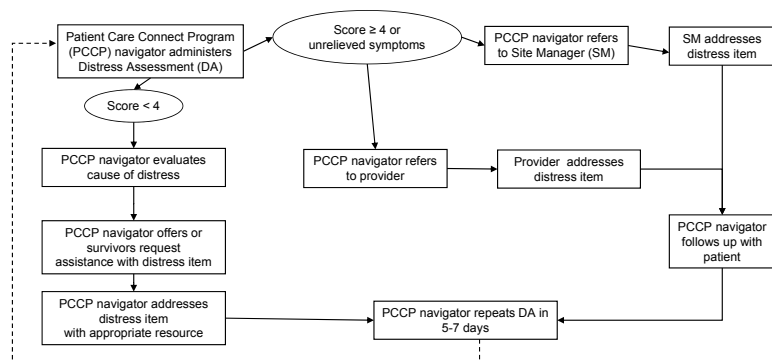 Patient Care Connect Program
(PCCP) navigator administers
Distress Assessment (DA)
Score ≥ 4 or
unrelieved symptoms
PCCP navigator refers
to Site Manager (SM)
SM addresses
distress item
Score < 4
PCCP navigator evaluates
cause of distress
PCCP navigator refers
to provider
Provider addresses
distress item
PCCP navigator offers or
survivors request
assistance with distress item
PCCP navigator
follows up with
patient
PCCP navigator addresses
distress item
with appropriate resource
PCCP navigator repeats DA in
5-7 days